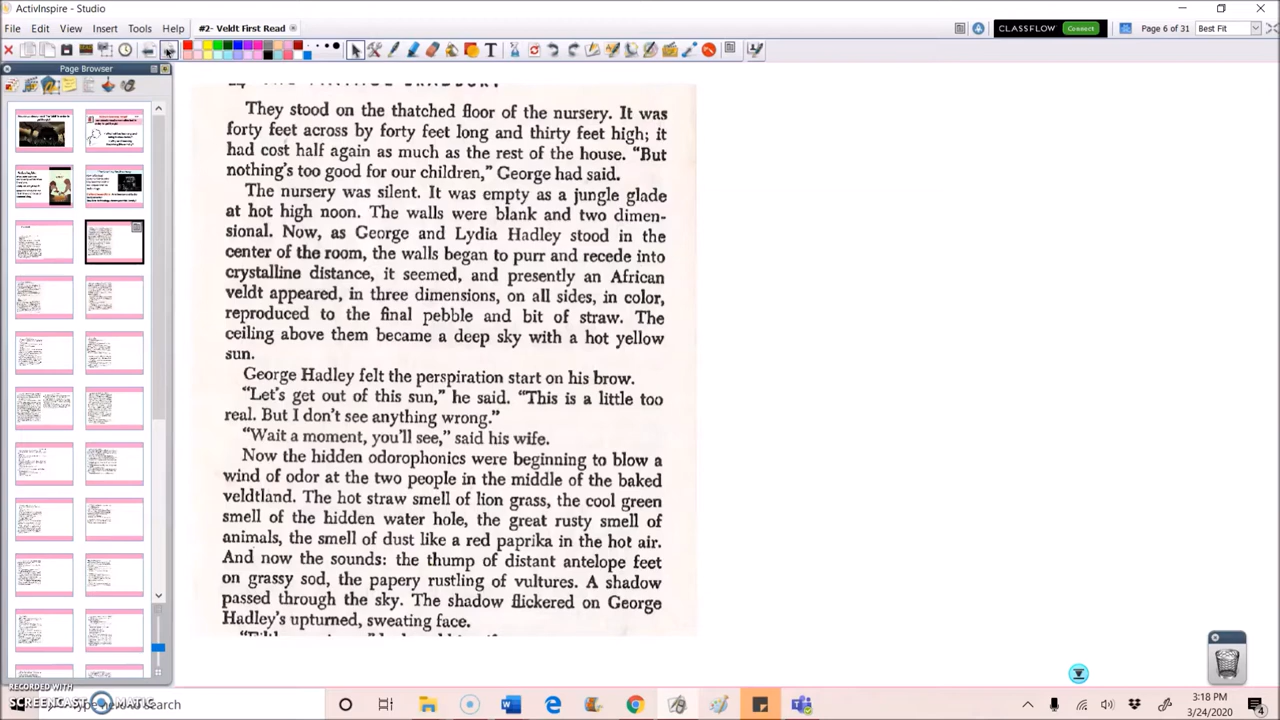 ActivInspire - Studio
File Edit View Insert Tools Help #2- Veldt First Read CLASSFLOW Connect Page 6 of 31 Best Fit
Page Browser
They stood on the thatched floor of the nursery. It was
forty feet across by forty feet long and thirty feet high; it
had cost half again as much as the rest of the house. "But
nothing's too good for our children," George had said.
The nursery was silent. It was empty as a jungle glade
at hot high noon. The walls were blank and two dimen-
sional. Now, as George and Lydia Hadley stood in the
center of the room, the walls began to purr and recede into
crystalline distance, it seemed, and presently an African
veldt appeared, in three dimensions, on all sides, in color,
reproduced to the final pebble and bit of straw. The
ceiling above them became a deep sky with a hot yellow
sun.
George Hadley felt the perspiration start on his brow.
"Let's get out of this sun," he said. "This is a little too
real. But I don't see anything wrong."
"Wait a moment, you'll see," said his wife.
Now the hidden odorophonics were beginning to blow a
wind of odor at the two people in the middle of the baked
veldtland. The hot straw smell of lion grass, the cool green
smell of the hidden water hole, the great rusty smell of
animals, the smell of dust like a red paprika in the hot air.
And now the sounds: the thump of distant antelope feet
on grassy sod, the papery rustling of vultures. A shadow
passed through the sky. The shadow flickered on George
Hadley's upturned, sweating face.
RECORDED WITH
SCREENCAST MATIC
Type here to search
3:18 PM
3/24/2020
4